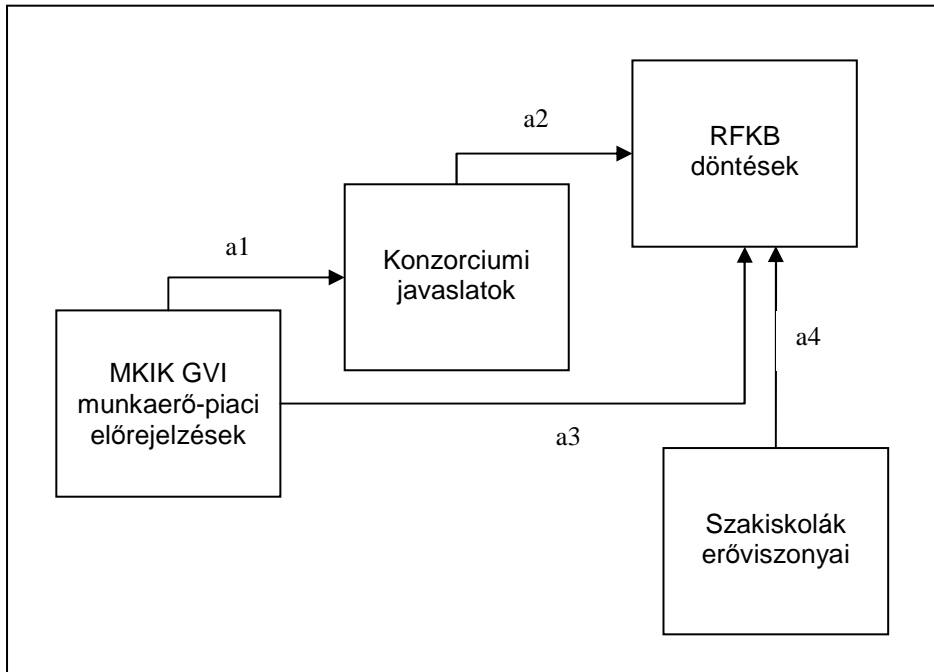 a2
RFKB
döntések
a1
Konzorciumi
javaslatok
a4
MKIK GVI
munkaerő-piaci
előrejelzések
a3
Szakiskolák
erőviszonyai